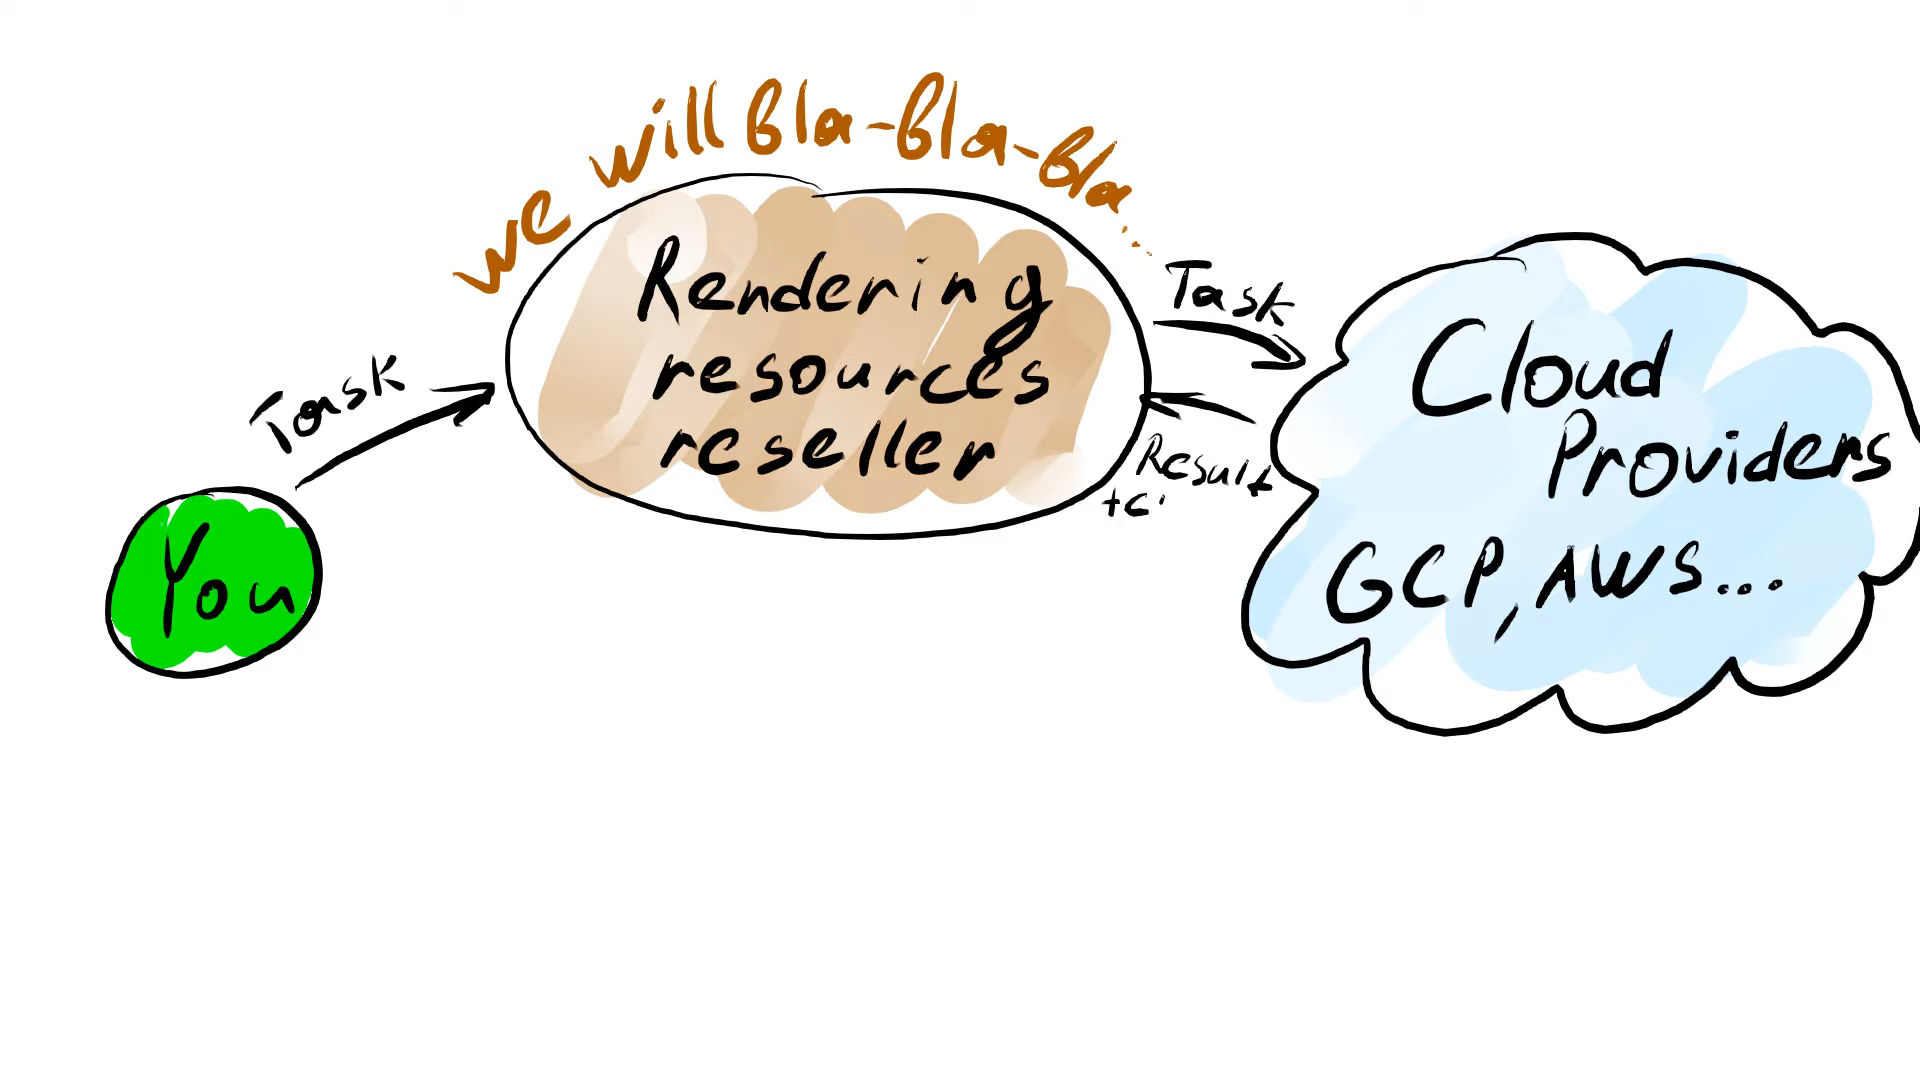 we will bla-bla-bla...
Rendering
resources
reseller
Task
You
Task
Result
+c
Cloud
Providers
GCP, AWS...